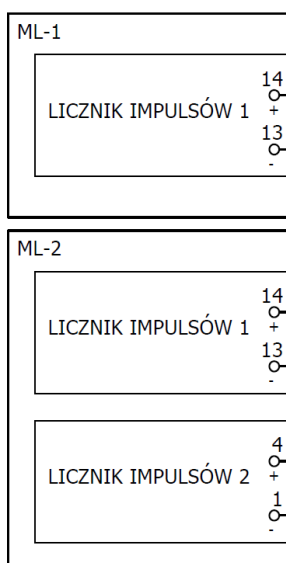 ML-1
14
LICZNIK IMPULSÓW 1 +
13
-
ML-2
14
LICZNIK IMPULSÓW 1 +
13
-
4
LICZNIK IMPULSÓW 2 +
1
-